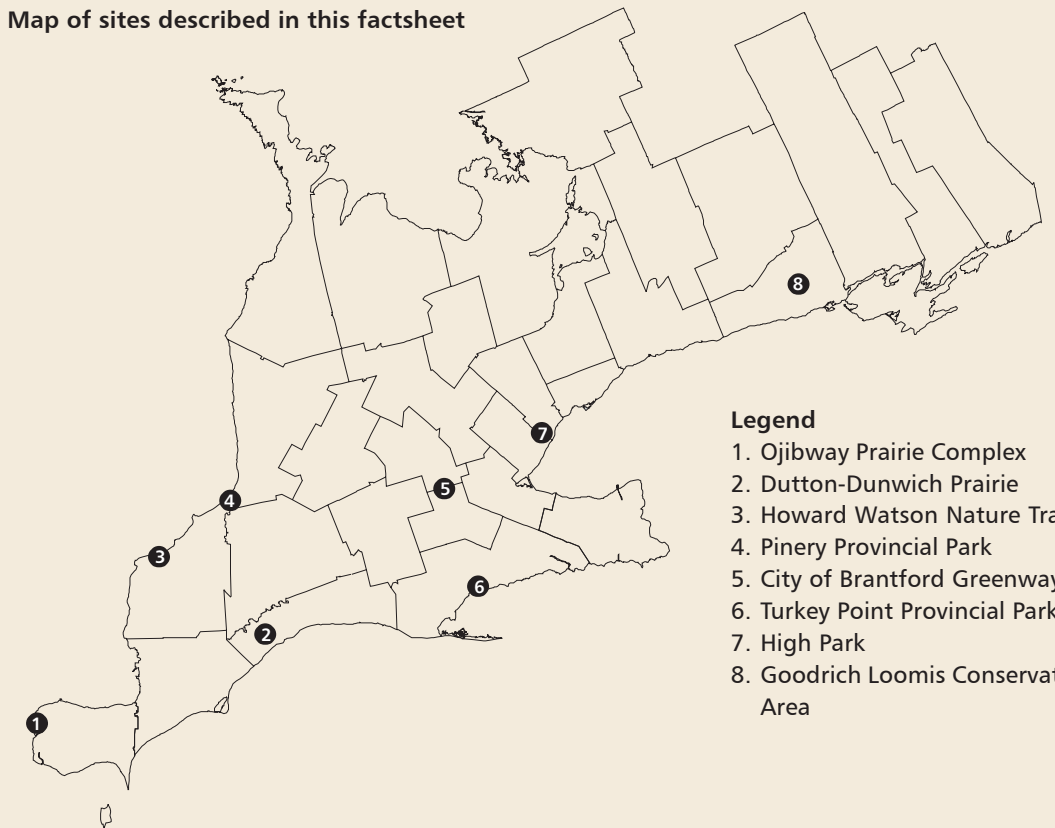 Map of sites described in this factsheet
8
7
5
4
3
6
2
1
Legend
1. Ojibway Prairie Complex
2. Dutton-Dunwich Prairie
3. Howard Watson Nature
4. Pinery Provincial Park
5. City of Brantford Greenway
6. Turkey Point Provincial Park
7. High Park
8. Goodrich Loomis
Area